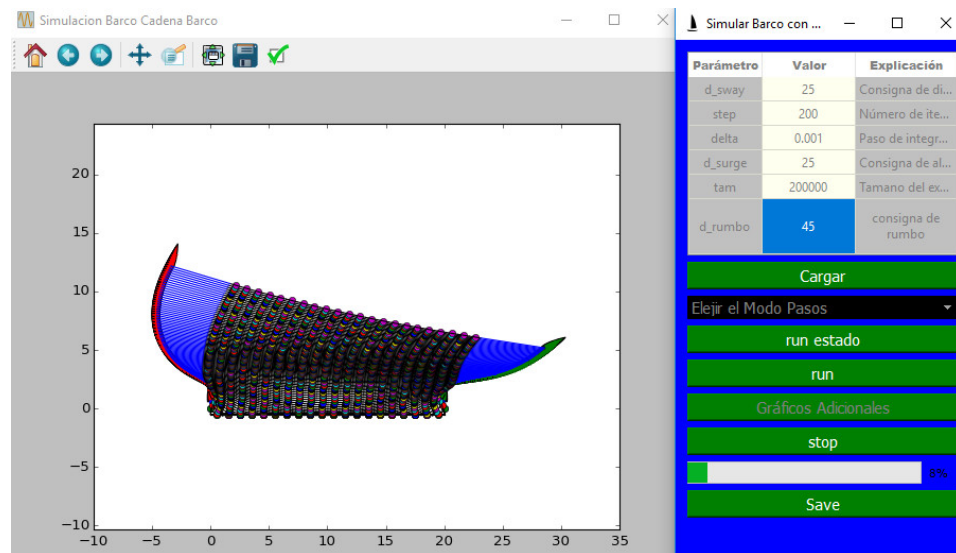 Simulacion Barco Cadena Barco
Simular Barco con ...
Parámetro Valor Explicación
d_sway 25 Consigna de di...
step 200 Número de ite...
delta 0.001 Paso de integr...
d_surge 25 Consigna de al...
tam 200000 Tamano del ex...
d_rumbo 45 consigna de
rumbo
Cargar
Elejir el Modo Pasos
run estado
run
Gráficos Adicionales
stop
8%
Save
20
15
10
5
0
−5
−10
−10 −5 0 5 10 15 20 25 30 35